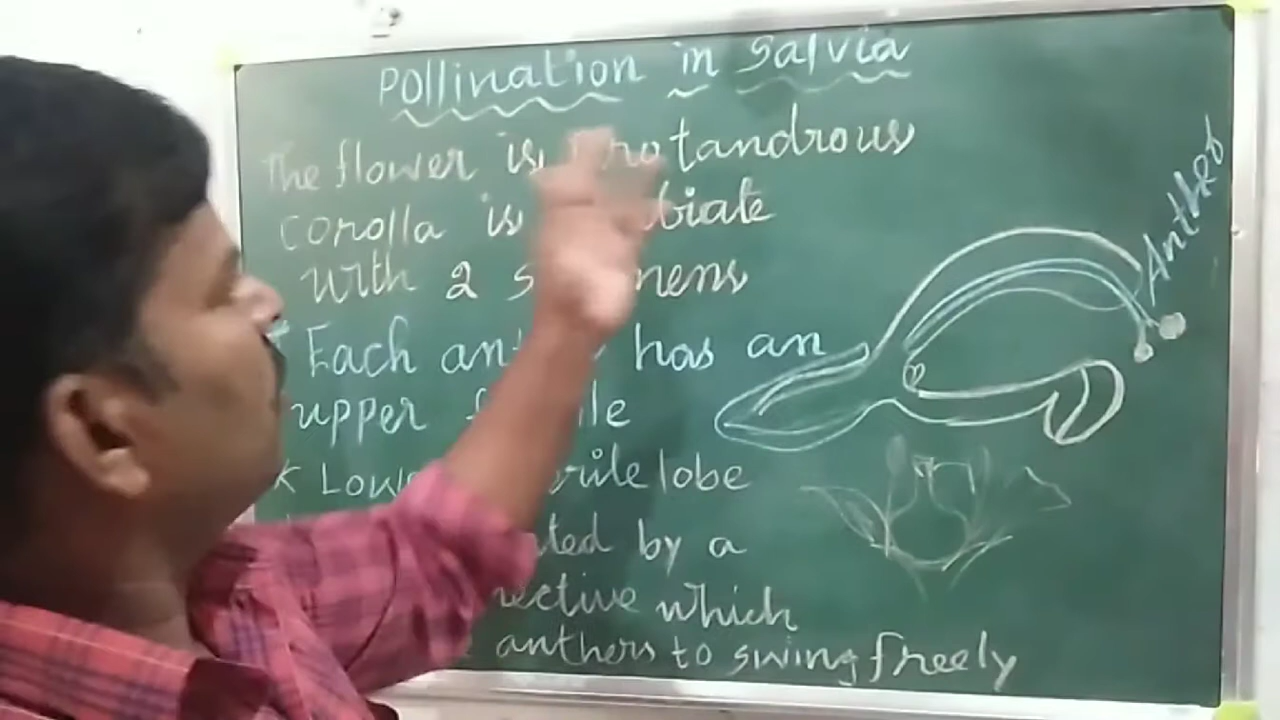 Pollination in Salvia
The flower is protandrous
corolla is bilabiate
with 2 stamens
* Each anther has an
upper fertile
* Lower sterile lobe
by a
which
anthers to swing freely
Anther